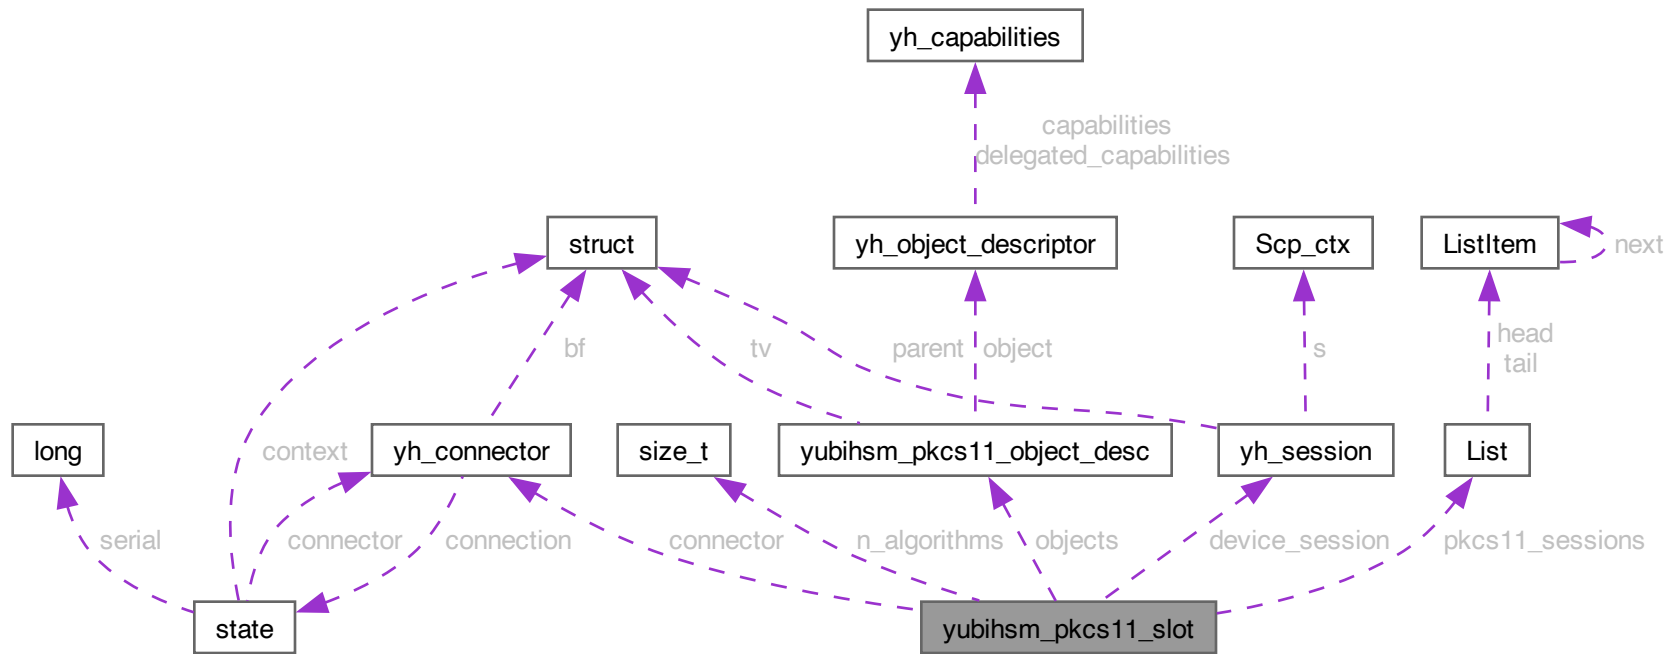 yh_capabilities
capabilities
delegated_capabilities
struct
yh_object_descriptor
Scp_ctx
ListItem
next
bf
tv
parent
object
s
head
tail
long
context
yh_connector
size_t
yubihsm_pkcs11_object_desc
yh_session
List
serial
connector
connection
connector
n_algorithms
objects
device_session
pkcs11_sessions
state
yubihsm_pkcs11_slot